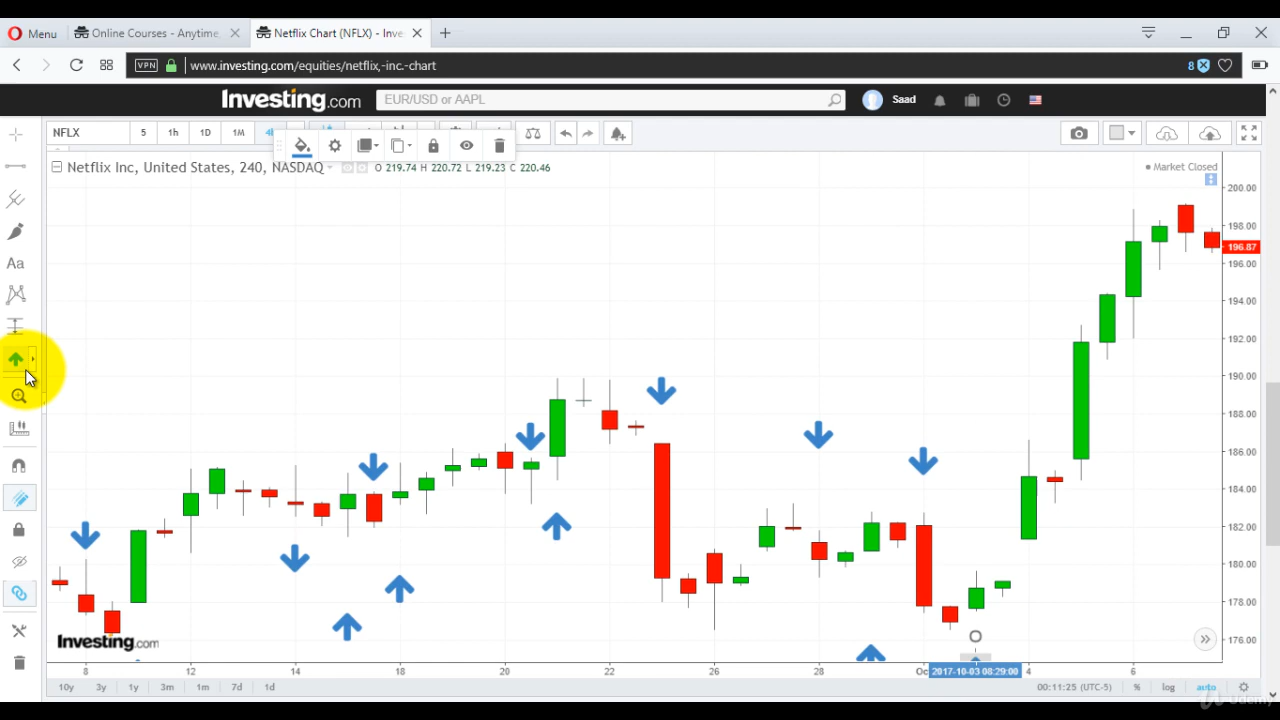 Menu
Online Courses - Anytime,
Netflix Chart (NFLX) - Inve
VPN
www.investing.com/equities/netflix,-inc.-chart
8
Investing.com
EUR/USD or AAPL
Saad
NFLX 5 1h 1D 1M
Netflix Inc, United States, 240, NASDAQ
O 219.74 H 220.72 L 219.23 C 220.46
Market Closed
Aa
200.00
198.00
196.87
196.00
194.00
192.00
190.00
188.00
186.00
184.00
182.00
180.00
178.00
176.00
Investing.com
8 12 14 18 20 22 26 28 2017-10-03 08:29:00 4 6
10y 3y 1y 3m 1m 7d 1d
00:11:25 (UTC-5) % log auto
Udemy